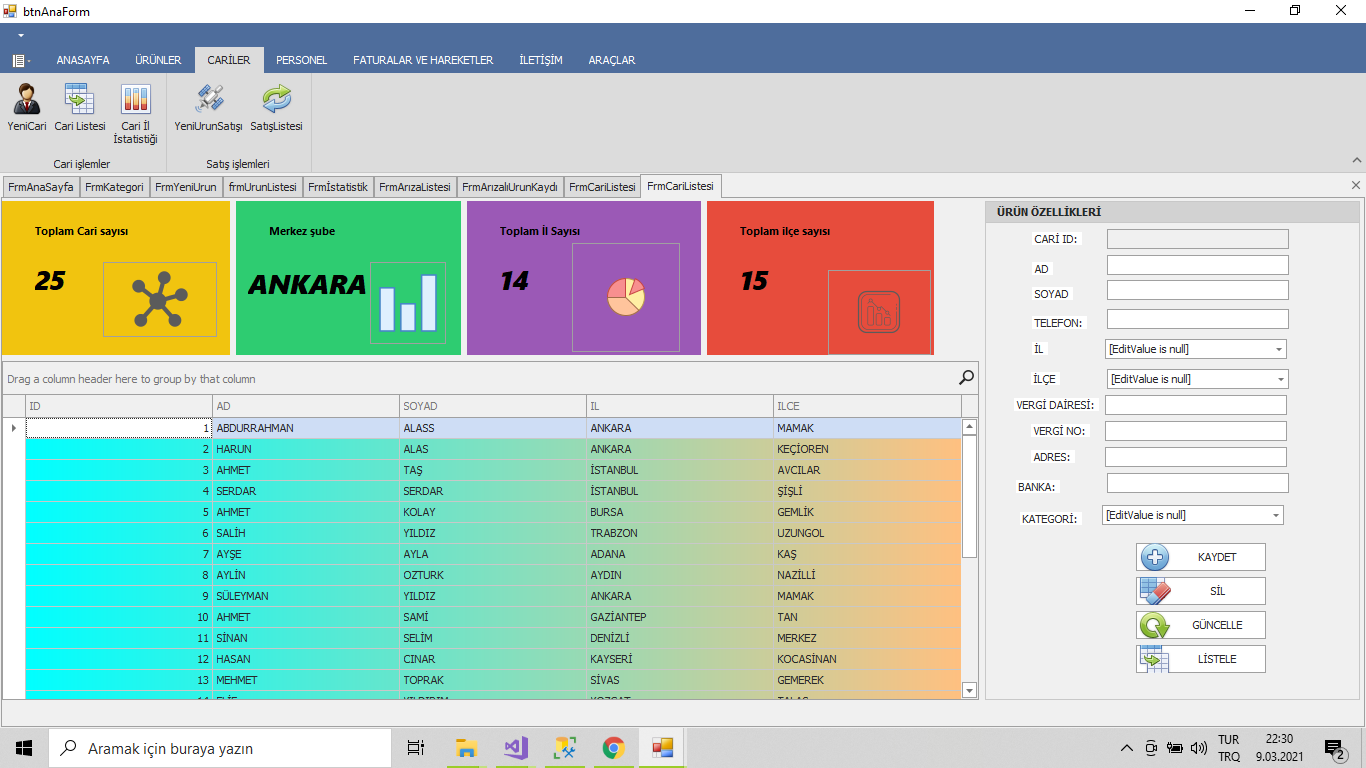 btnAnaForm
ANASAYFA ÜRÜNLER CARİLER PERSONEL FATURALAR VE HAREKETLER İLETİŞİM ARAÇLAR
YeniCari Cari Listesi Cari İl İstatistiği YeniUrunSatışı SatışListesi
Cari işlemler Satış işlemleri
FrmAnaSayfa FrmKategori FrmYeniUrun frmUrunListesi Frmİstatistik FrmArızaListesi FrmArızalıUrunKaydı FrmCariListesi FrmCariListesi
Toplam Cari sayısı
25
Merkez şube
ANKARA
Toplam İl Sayısı
14
Toplam ilçe sayısı
15
Drag a column header here to group by that column
ID AD SOYAD IL ILCE
1 ABDURRAHMAN ALASS ANKARA MAMAK
2 HARUN ALAS ANKARA KEÇİOREN
3 AHMET TAŞ İSTANBUL AVCILAR
4 SERDAR SERDAR İSTANBUL ŞİŞLİ
5 AHMET KOLAY BURSA GEMLİK
6 SALİH YILDIZ TRABZON UZUNGOL
7 AYŞE AYLA ADANA KAŞ
8 AYLİN OZTURK AYDIN NAZİLLİ
9 SÜLEYMAN YILDIZ ANKARA MAMAK
10 AHMET SAMİ GAZİANTEP TAN
11 SİNAN SELİM DENİZLİ MERKEZ
12 HASAN CINAR KAYSERİ KOCASİNAN
13 MEHMET TOPRAK SİVAS GEMEREK
ÜRÜN ÖZELLİKLERİ
CARİ ID:
AD
SOYAD
TELEFON:
İL [EditValue is null]
İLÇE [EditValue is null]
VERGİ DAİRESİ:
VERGİ NO:
ADRES:
BANKA:
KATEGORİ: [EditValue is null]
KAYDET
SİL
GÜNCELLE
LİSTELE
Aramak için buraya yazın
TUR 22:30
TRQ 9.03.2021
2